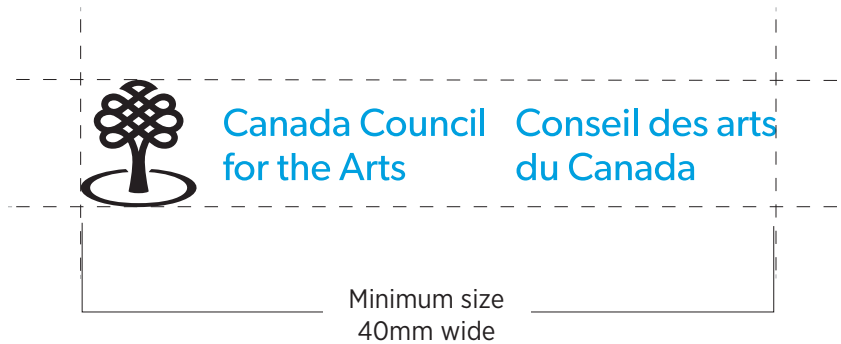 Canada Council
for the Arts
Conseil des arts
du Canada
Minimum size
40mm wide